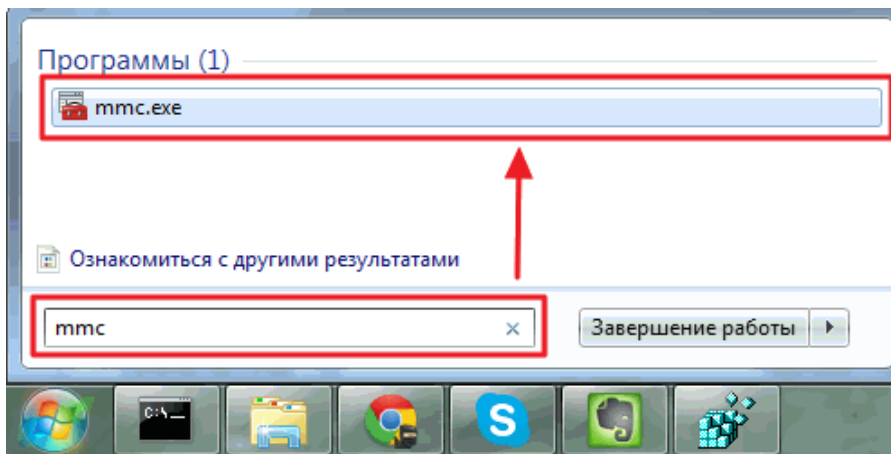 Программы (1)
mmc.exe
Ознакомиться с другими результатами
mmc
Завершение работы
C:\